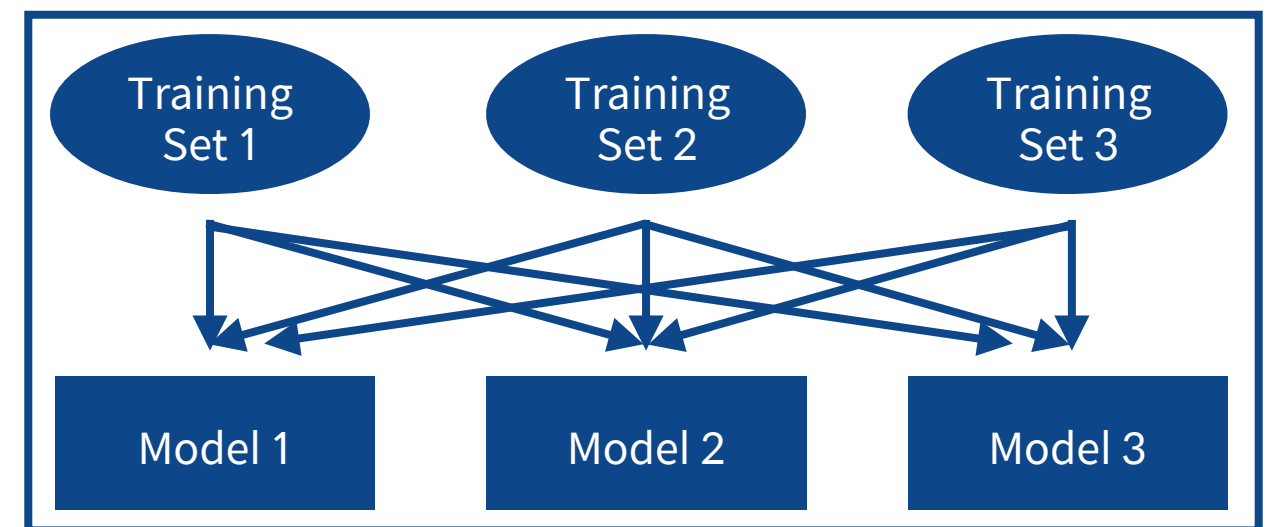 Training
Set 1
Training
Set 2
Training
Set 3
Model 1
Model 2
Model 3